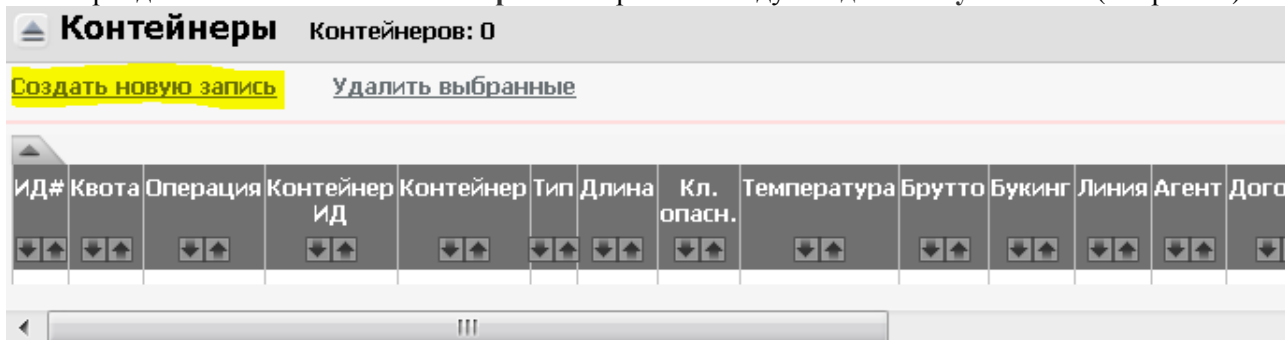 Контейнеры Контейнеров: 0
Создать новую запись Удалить выбранные
ИД# Квота Операция Контейнер ИД Контейнер Тип Длина Кл. опасн. Температура Брутто Букинг Линия Агент Дого